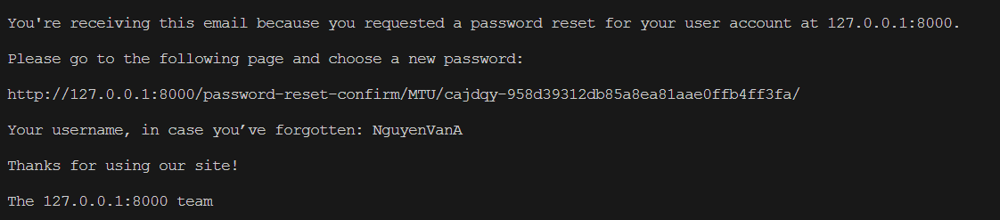 You're receiving this email because you requested a password reset for your user account at 127.0.0.1:8000.
Please go to the following page and choose a new password:
http://127.0.0.1:8000/password-reset-confirm/MTU/cajdqy-958d39312db85a8ea81aae0ffb4ff3fa/
Your username, in case you’ve forgotten: NguyenVanA
Thanks for using our site!
The 127.0.0.1:8000 team